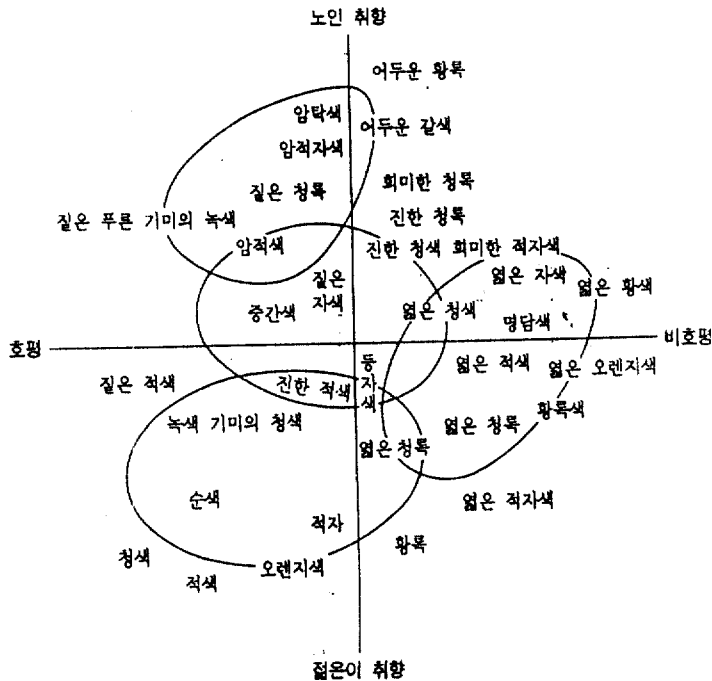 노인 취향
어두운 황록
암탁색
어두운 갈색
암적자색
짙은 청록
희미한 청록
짙은 푸른 기미의 녹색
진한 청록
암적색
진한 청색
희미한 적자색
짙은
자색
엷은 자색
엷은 황색
중간색
엷은 청색
명담색
호평
비호평
등
자
색
엷은 적색
엷은 오렌지색
짙은 적색
진한 적색
녹색 기미의 청색
황록색
엷은 청록
엷은 청록
순색
엷은 적자색
적자
황록
청색
적색
오렌지색
젊은이 취향